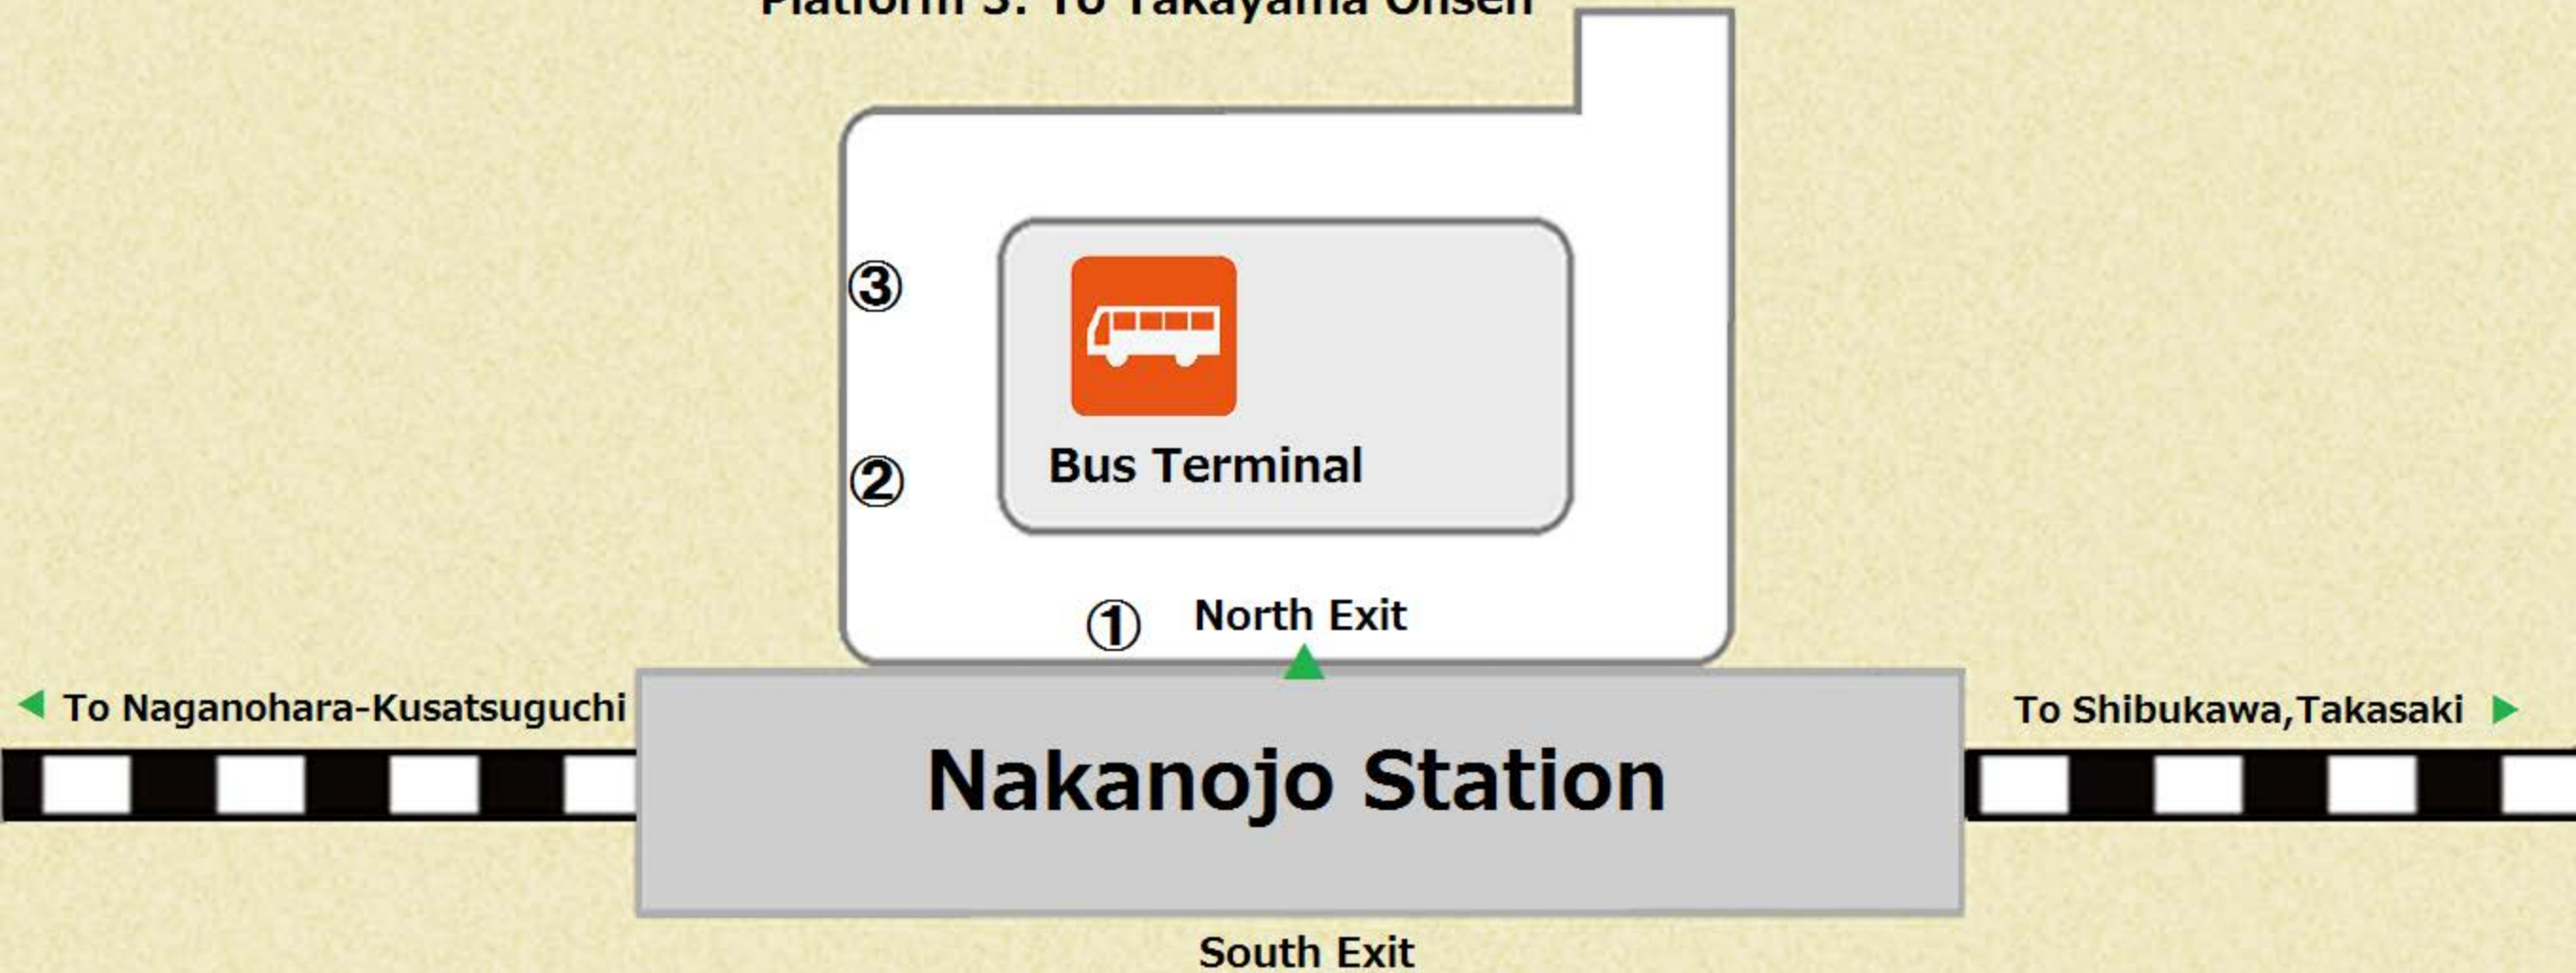 Platform 3: To Takayama Onsen
③
Bus Terminal
②
① North Exit
To Naganohara-Kusatsuguchi
To Shibukawa,Takasaki
Nakanojo Station
South Exit